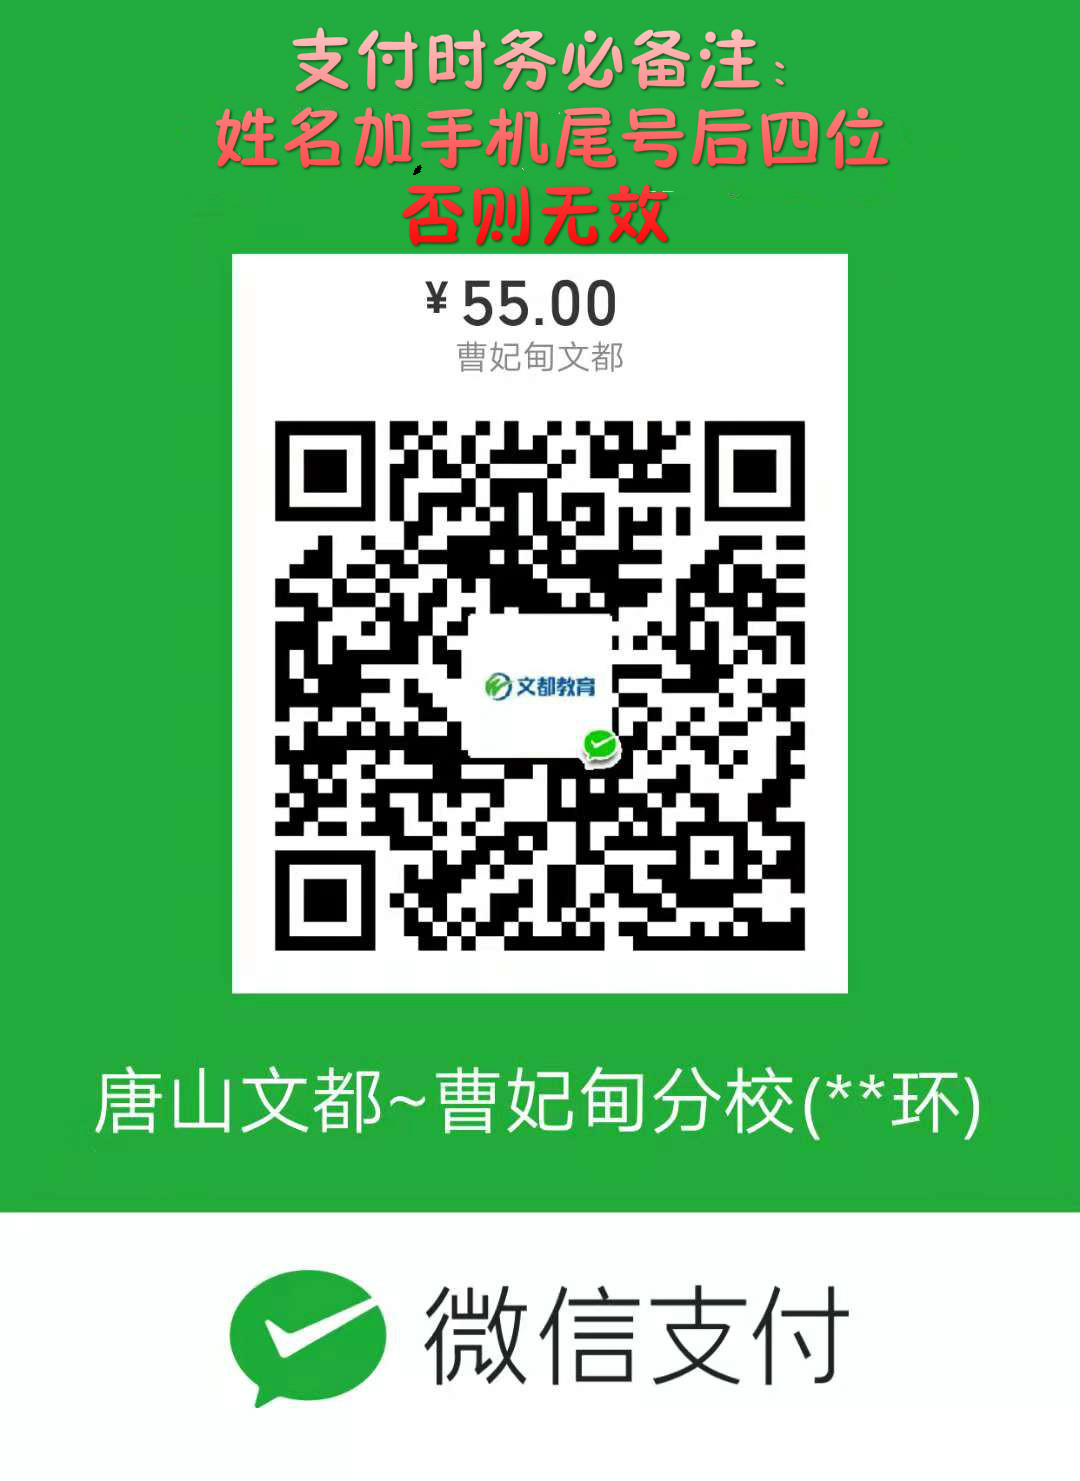 支付时务必备注：
姓名加手机尾号后四位
否则无效
¥55.00
曹妃甸文都
文都教育
唐山文都~曹妃甸分校(**环)
微信支付